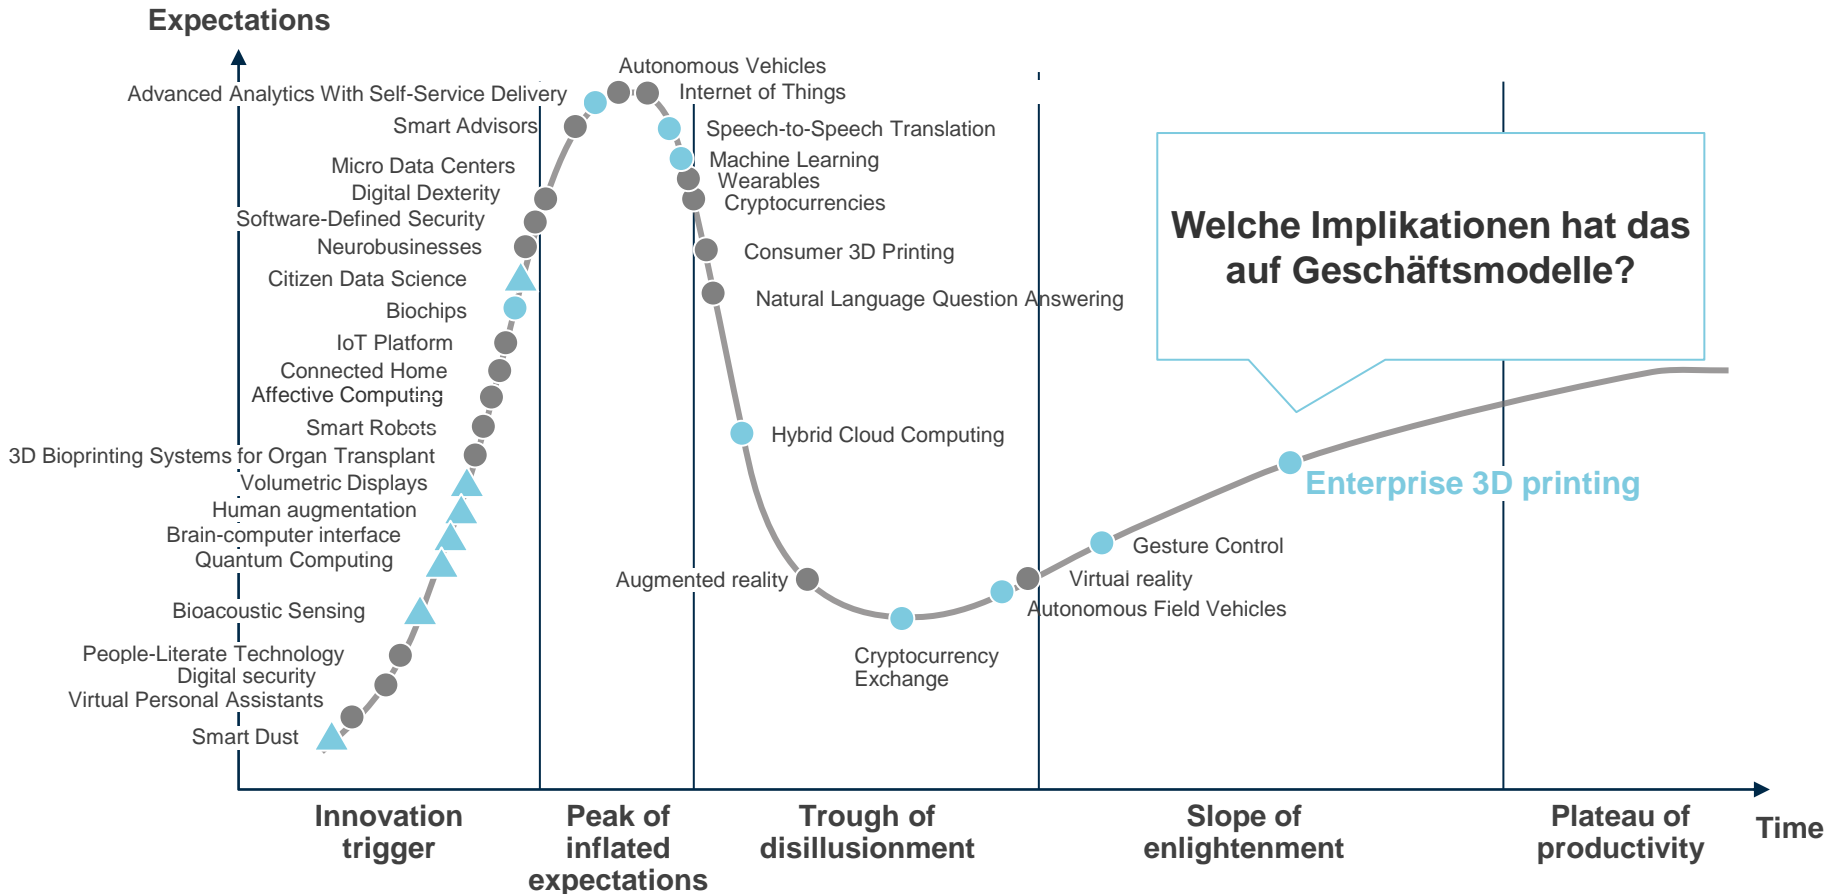 Expectations
Autonomous Vehicles
Advanced Analytics With Self-Service Delivery
Internet of Things
Smart Advisors
Speech-to-Speech Translation
Micro Data Centers
Machine Learning
Digital Dexterity
Wearables
Cryptocurrencies
Software-Defined Security
Neurobusinesses
Consumer 3D Printing
Citizen Data Science
Natural Language Question Answering
Biochips
IoT Platform
Connected Home
Affective Computing
Smart Robots
Hybrid Cloud Computing
3D Bioprinting Systems for Organ Transplant
Volumetric Displays
Human augmentation
Brain-computer interface
Quantum Computing
Augmented reality
Bioacoustic Sensing
People-Literate Technology
Digital security
Virtual Personal Assistants
Smart Dust
Cryptocurrency
Exchange
Virtual reality
Autonomous Field Vehicles
Gesture Control
Enterprise 3D printing
Welche Implikationen hat das
auf Geschäftsmodelle?
Innovation
trigger
Peak of
inflated
expectations
Trough of
disillusionment
Slope of
enlightenment
Plateau of
productivity
Time